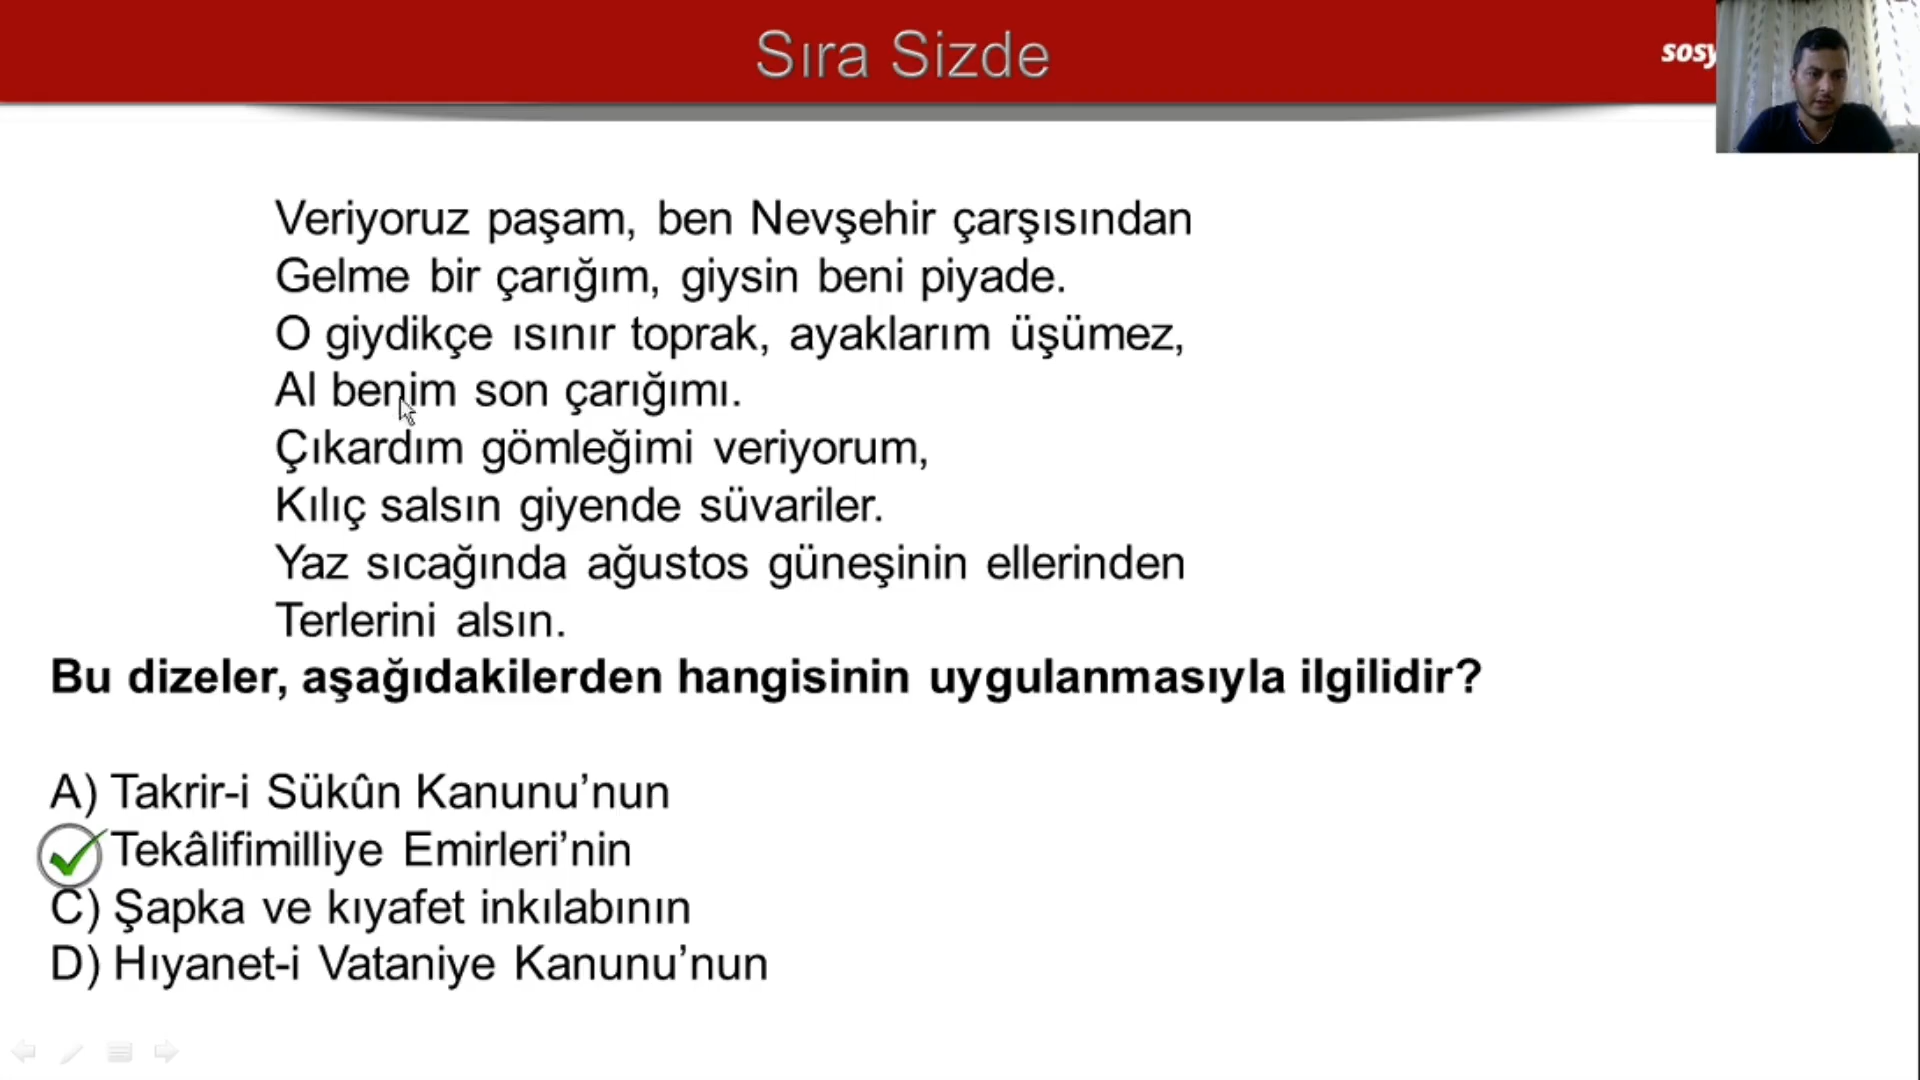 Sıra Sizde
sosy
Veriyoruz paşam, ben Nevşehir çarşısından
Gelme bir çarığım, giysin beni piyade.
O giydikçe ısınır toprak, ayaklarım üşümez,
Al benim son çarığımı.
Çıkardım gömleğimi veriyorum,
Kılıç salsın giyende süvariler.
Yaz sıcağında ağustos güneşinin ellerinden
Terlerini alsın.
Bu dizeler, aşağıdakilerden hangisinin uygulanmasıyla ilgilidir?
A) Takrir-i Sükûn Kanunu’nun
Tekâlifimilliye Emirleri’nin
C) Şapka ve kıyafet inkılabının
D) Hıyanet-i Vataniye Kanunu’nun